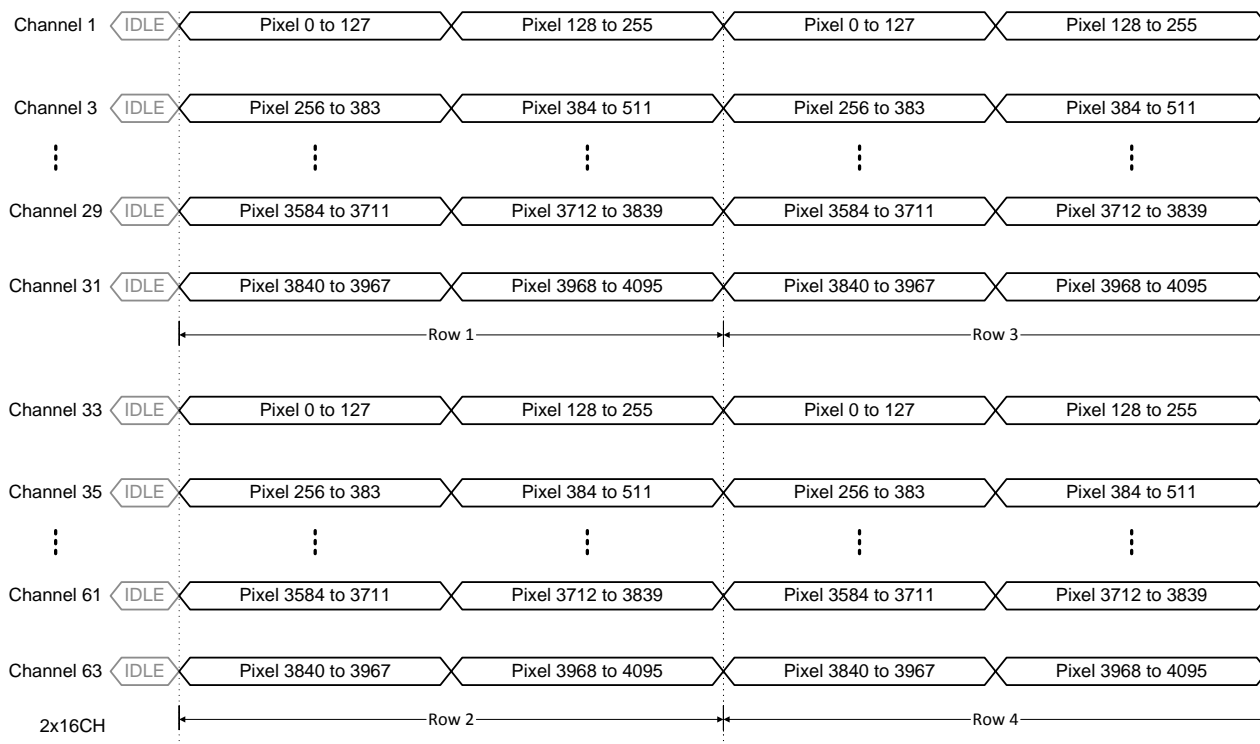 Channel 1 IDLE Pixel 0 to 127 Pixel 128 to 255 Pixel 0 to 127 Pixel 128 to 255
Channel 3 IDLE Pixel 256 to 383 Pixel 384 to 511 Pixel 256 to 383 Pixel 384 to 511
Channel 29 IDLE Pixel 3584 to 3711 Pixel 3712 to 3839 Pixel 3584 to 3711 Pixel 3712 to 3839
Channel 31 IDLE Pixel 3840 to 3967 Pixel 3968 to 4095 Pixel 3840 to 3967 Pixel 3968 to 4095
Row 1 Row 3
Channel 33 IDLE Pixel 0 to 127 Pixel 128 to 255 Pixel 0 to 127 Pixel 128 to 255
Channel 35 IDLE Pixel 256 to 383 Pixel 384 to 511 Pixel 256 to 383 Pixel 384 to 511
Channel 61 IDLE Pixel 3584 to 3711 Pixel 3712 to 3839 Pixel 3584 to 3711 Pixel 3712 to 3839
Channel 63 IDLE Pixel 3840 to 3967 Pixel 3968 to 4095 Pixel 3840 to 3967 Pixel 3968 to 4095
2x16CH Row 2 Row 4